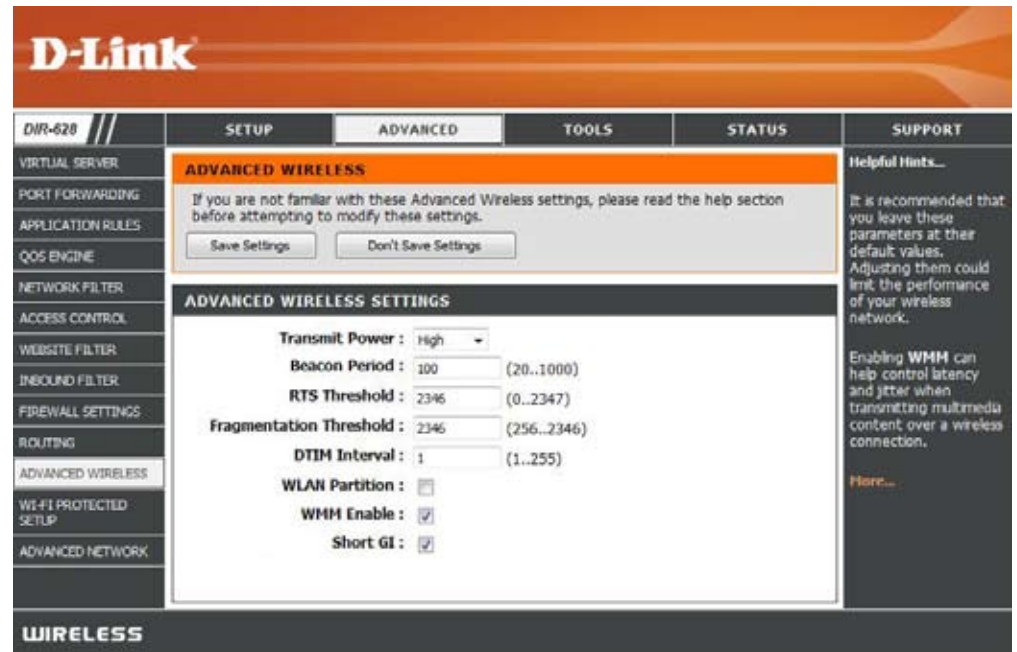 D-Link
DIR-628
SETUP
ADVANCED
TOOLS
STATUS
SUPPORT
VIRTUAL SERVER
PORT FORWARDING
APPLICATION RULES
QOS ENGINE
NETWORK FILTER
ACCESS CONTROL
WEBSITE FILTER
INBOUND FILTER
FIREWALL SETTINGS
ROUTING
ADVANCED WIRELESS
WI-FI PROTECTED
SETUP
ADVANCED NETWORK
ADVANCED WIRELESS
If you are not familiar with these Advanced Wireless settings, please read the help section
before attempting to modify these settings.
Save Settings
Don't Save Settings
ADVANCED WIRELESS SETTINGS
Transmit Power : High
Beacon Period : 100 (20..1000)
RTS Threshold : 2346 (0..2347)
Fragmentation Threshold : 2346 (256..2346)
DTIM Interval : 1 (1..255)
WLAN Partition :
WMM Enable :
Short GI :
Helpful Hints...
It is recommended that
you leave these
parameters at their
default values.
Adjusting them could
limit the performance
of your wireless
network.
Enabling WMM can
help control latency
and jitter when
transmitting multimedia
content over a wireless
connection.
More...
WIRELESS